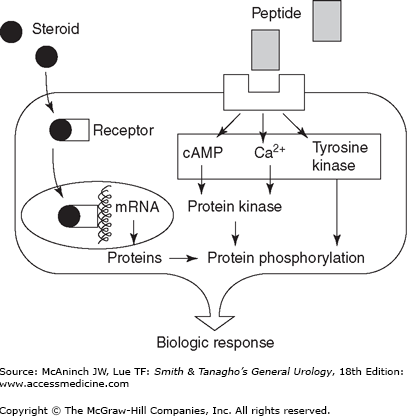 Steroid
Peptide
Receptor
cAMP
Ca2+
Tyrosine
kinase
mRNA
Protein kinase
Proteins
Protein phosphorylation
Biologic response
Source: McAninch JW, Lue TF: Smith & Tanagho's General Urology, 18th Edition:
www.accessmedicine.com
Copyright © The McGraw-Hill Companies, Inc. All rights reserved.